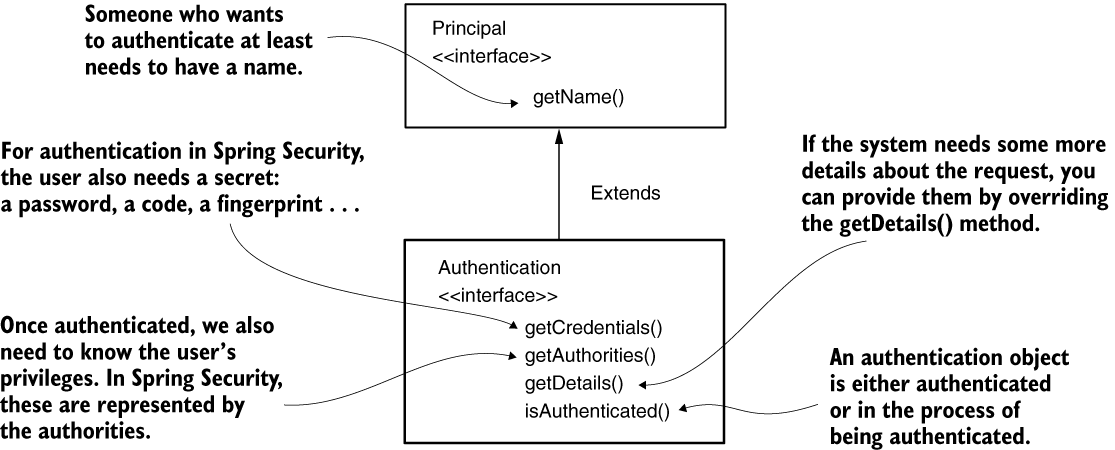 Someone who wants
to authenticate at least
needs to have a name.
Principal
<<interface>>
getName()
For authentication in Spring Security,
the user also needs a secret:
a password, a code, a fingerprint . . .
Extends
If the system needs some more
details about the request, you
can provide them by overriding
the getDetails() method.
Authentication
<<interface>>
getCredentials()
getAuthorities()
getDetails()
isAuthenticated()
Once authenticated, we also
need to know the user’s
privileges. In Spring Security,
these are represented by
the authorities.
An authentication object
is either authenticated
or in the process of
being authenticated.